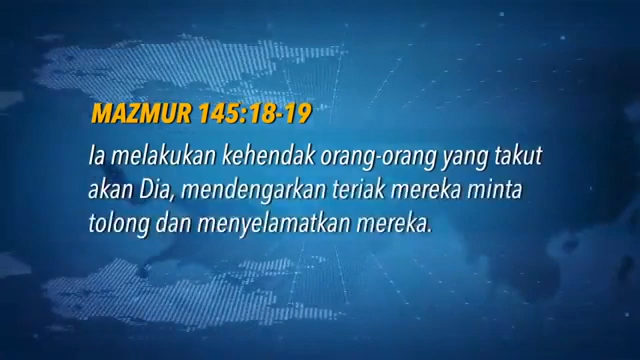 MAZMUR 145:18-19
Ia melakukan kehendak orang-orang yang takut
akan Dia, mendengarkan teriak mereka minta
tolong dan menyelamatkan mereka.